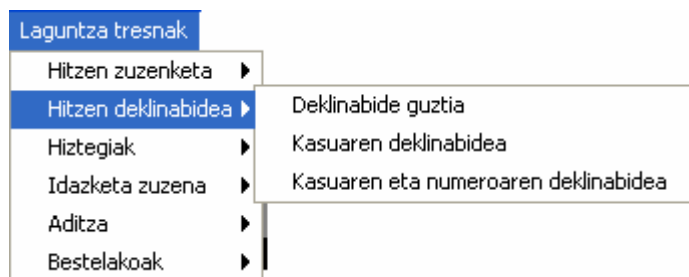 Laguntza tresnak
Hitzen zuzenketa
Hitzen deklinabidea
Hiztegiak
Idazketa zuzena
Aditza
Bestelakoak
Deklinabide guztia
Kasuaren deklinabidea
Kasuaren eta numeroaren deklinabidea